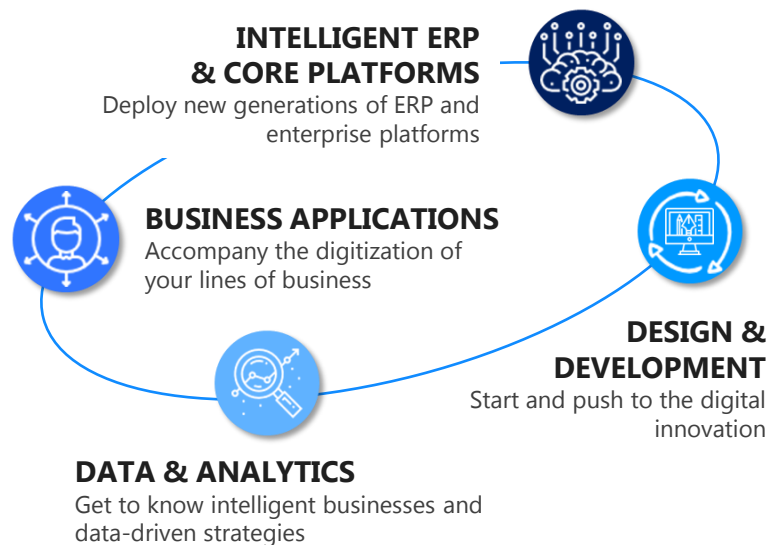 INTELLIGENT ERP
& CORE PLATFORMS
Deploy new generations of ERP and
enterprise platforms
BUSINESS APPLICATIONS
Accompany the digitization of
your lines of business
DESIGN &
DEVELOPMENT
Start and push to the digital
innovation
DATA & ANALYTICS
Get to know intelligent businesses and
data-driven strategies